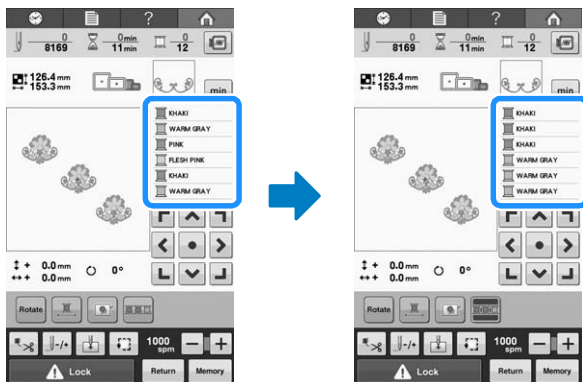 ?
0
8169
0 min
11 min
0
12
126.4 mm
153.3 mm
min
KHAKI
WARM GRAY
PINK
FLESH PINK
KHAKI
WARM GRAY
+ 0.0 mm
+ 0.0 mm
0°
Rotate
-/+
1000
spm
− +
Lock
Return
Memory
?
0
8169
0 min
11 min
0
12
126.4 mm
153.3 mm
min
KHAKI
KHAKI
KHAKI
WARM GRAY
WARM GRAY
WARM GRAY
+ 0.0 mm
+ 0.0 mm
0°
Rotate
-/+
1000
spm
− +
Lock
Return
Memory